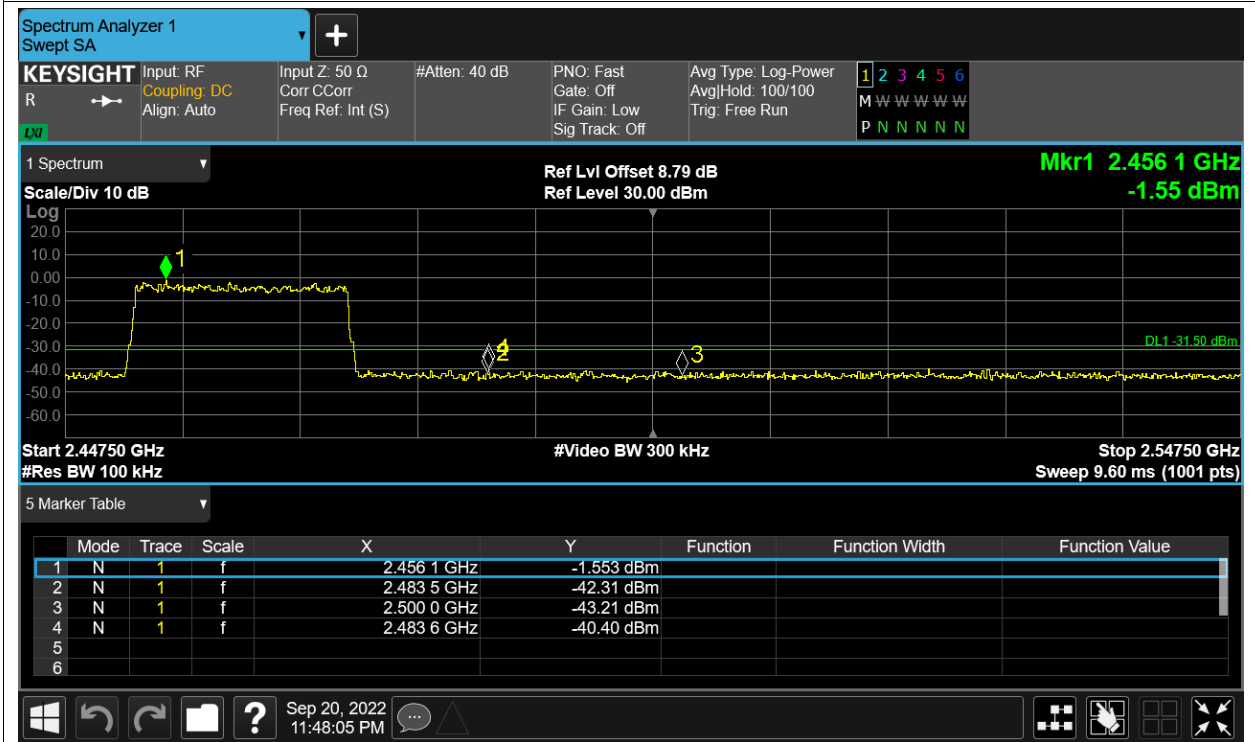 Spectrum Analyzer 1
Swept SA
+
KEYSIGHT Input: RF Input Z: 50 Ω #Atten: 40 dB PNO: Fast Avg Type: Log-Power 1 2 3 4 5 6
R Coupling: DC Corr CCorr Gate: Off Avg|Hold: 100/100
Align: Auto Freq Ref: Int (S) IF Gain: Low Trig: Free Run M W W W W W
LXI Sig Track: Off P N N N N N
1 Spectrum Ref Lvl Offset 8.79 dB Mkr1 2.456 1 GHz
Scale/Div 10 dB Ref Level 30.00 dBm -1.55 dBm
Log
20.0
10.0 1
0.00
-10.0
-20.0
-30.0 DL1 -31.50 dBm
4
2 3
-40.0
-50.0
-60.0
Start 2.44750 GHz #Video BW 300 kHz Stop 2.54750 GHz
#Res BW 100 kHz Sweep 9.60 ms (1001 pts)
5 Marker Table
Mode Trace Scale X Y Function Function Width Function Value
1 N 1 f 2.456 1 GHz -1.553 dBm
2 N 1 f 2.483 5 GHz -42.31 dBm
3 N 1 f 2.500 0 GHz -43.21 dBm
4 N 1 f 2.483 6 GHz -40.40 dBm
5
6
? Sep 20, 2022
11:48:05 PM